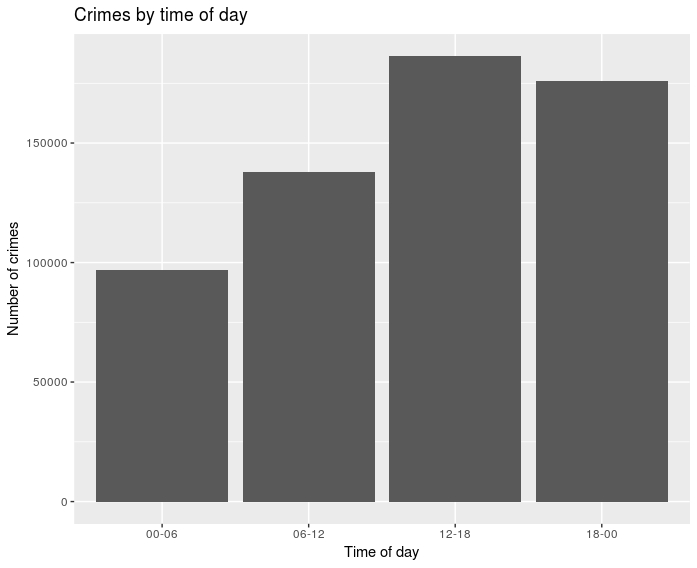 Crimes by time of day
Number of crimes
150000
100000
50000
0
00-06 06-12 12-18 18-00
Time of day